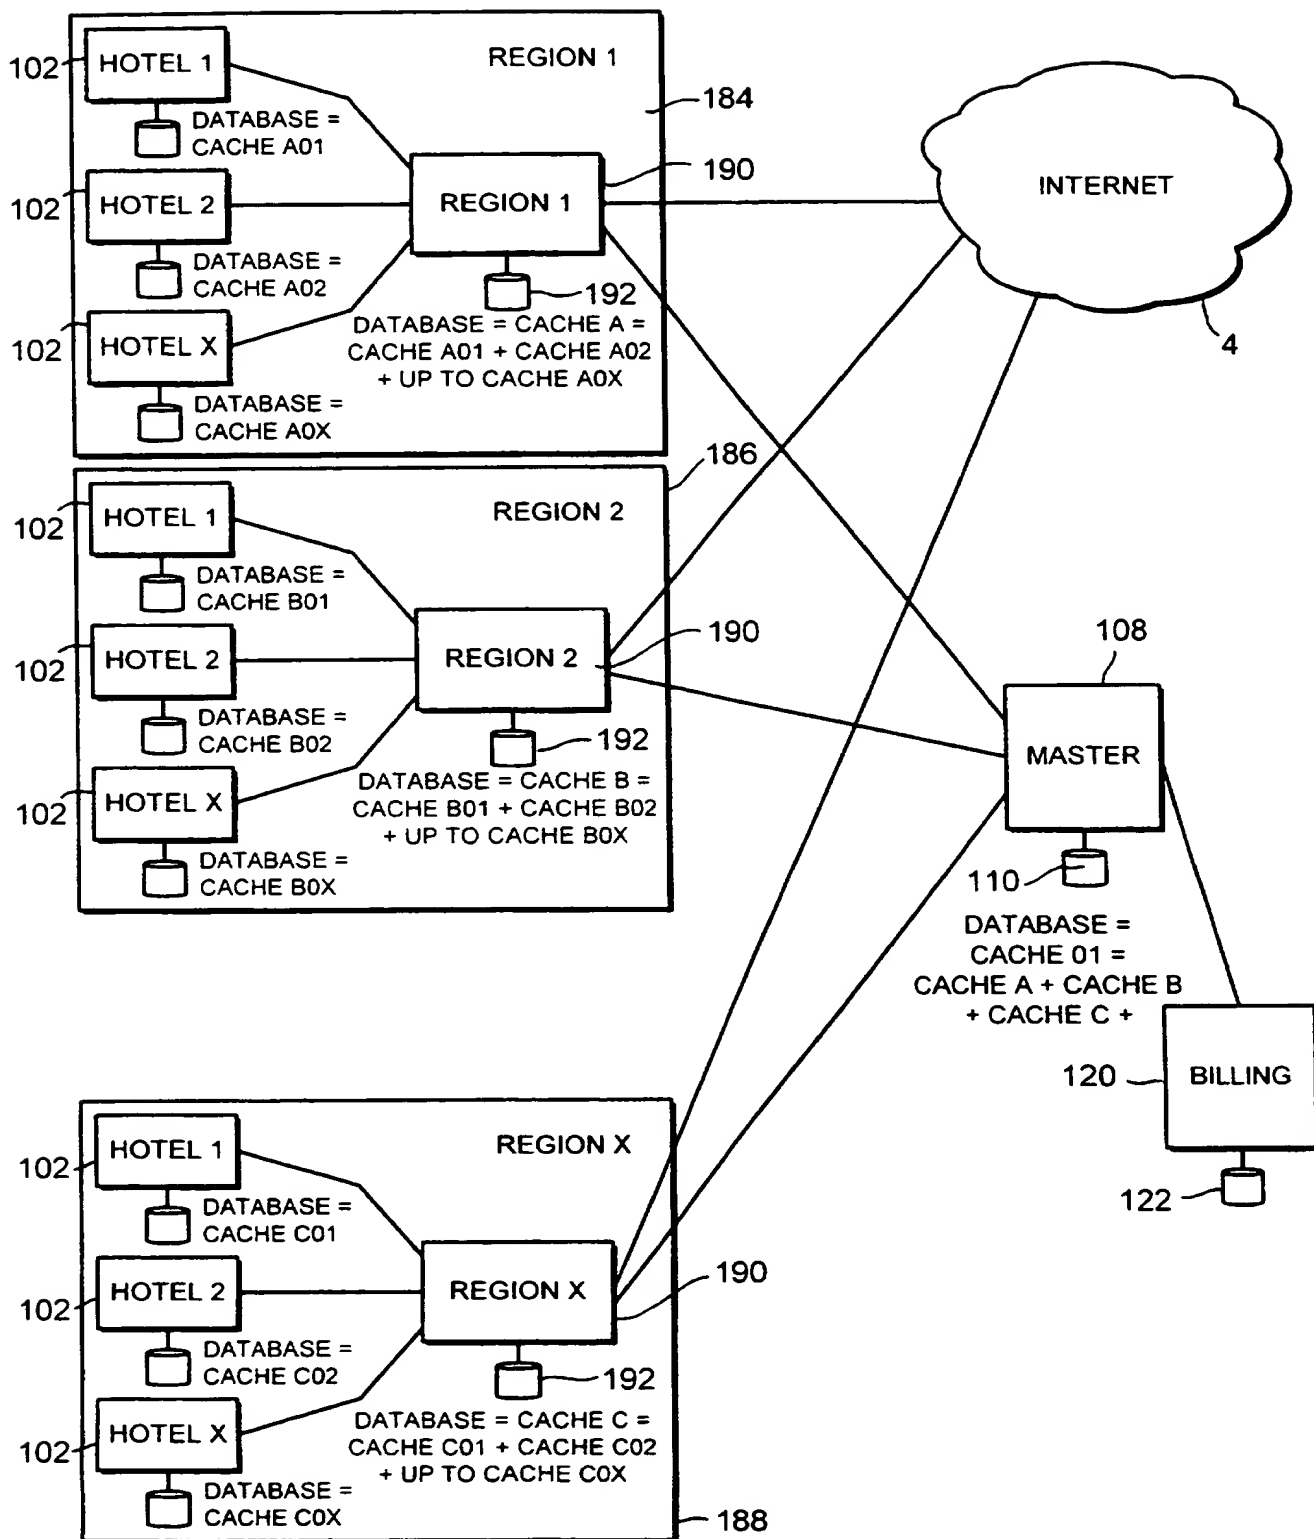 REGION 1
184
102
HOTEL 1
DATABASE =
CACHE A01
102
HOTEL 2
DATABASE =
CACHE A02
102
HOTEL X
DATABASE =
CACHE A0X
REGION 1
190
192
DATABASE = CACHE A =
CACHE A01 + CACHE A02
+ UP TO CACHE A0X
INTERNET
4
186
REGION 2
102
HOTEL 1
DATABASE =
CACHE B01
102
HOTEL 2
DATABASE =
CACHE B02
102
HOTEL X
DATABASE =
CACHE B0X
REGION 2
190
192
DATABASE = CACHE B =
CACHE B01 + CACHE B02
+ UP TO CACHE B0X
108
MASTER
110
DATABASE =
CACHE 01 =
CACHE A + CACHE B
+ CACHE C +
120
BILLING
122
REGION X
102
HOTEL 1
DATABASE =
CACHE C01
102
HOTEL 2
DATABASE =
CACHE C02
102
HOTEL X
DATABASE =
CACHE C0X
REGION X
190
192
DATABASE = CACHE C =
CACHE C01 + CACHE C02
+ UP TO CACHE C0X
188